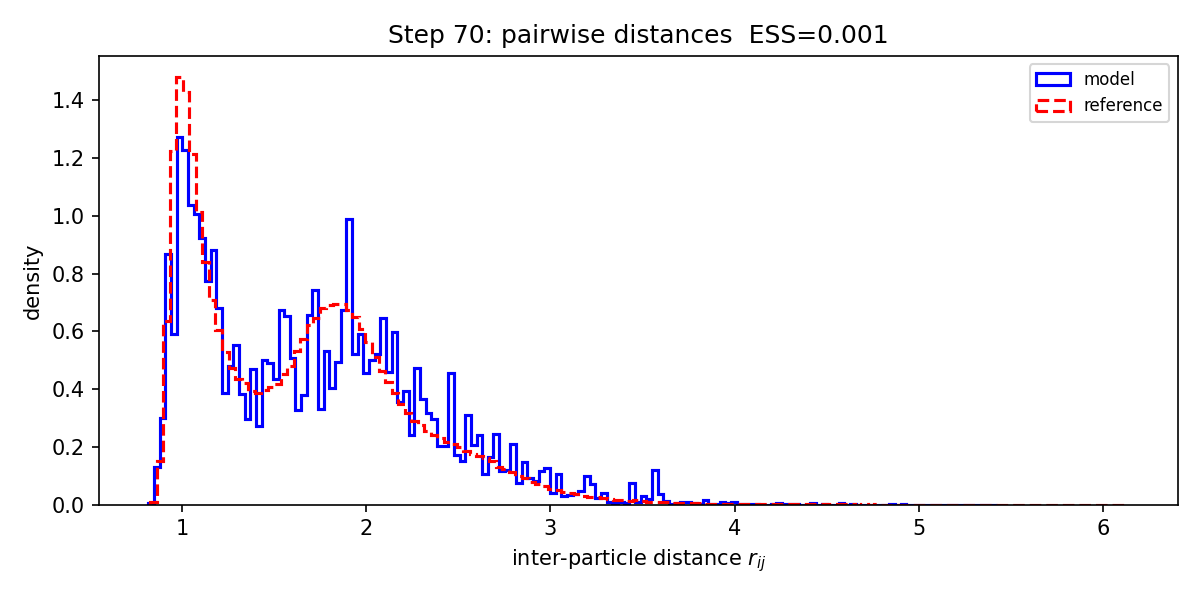 Step 70: pairwise distances  ESS=0.001
model
reference
density
1.4
1.2
1.0
0.8
0.6
0.4
0.2
0.0
1 2 3 4 5 6
inter-particle distance r_ij